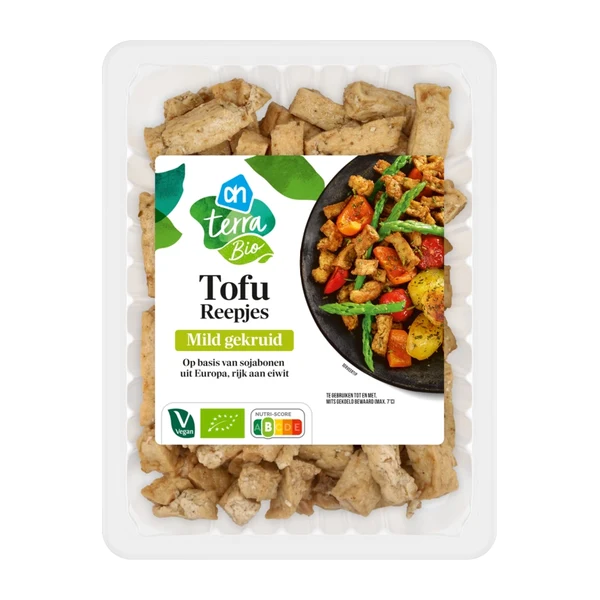 ah
terra
Bio
Tofu
Reepjes
Mild gekruid
Op basis van sojabonen
uit Europa, rijk aan eiwit
TE GEBRUIKEN TOT EN MET,
MITS GEKOELD BEWAARD (MAX. 7°C)
Vegan
NUTRI-SCORE
A B C D E